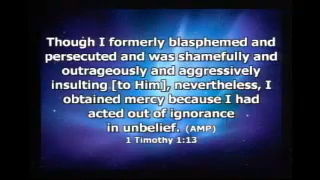 Though I formerly blasphemed and
persecuted and was shamefully and
outrageously and aggressively
insulting [to Him], nevertheless, I
obtained mercy because I had
acted out of ignorance
in unbelief. (AMP)
1 Timothy 1:13